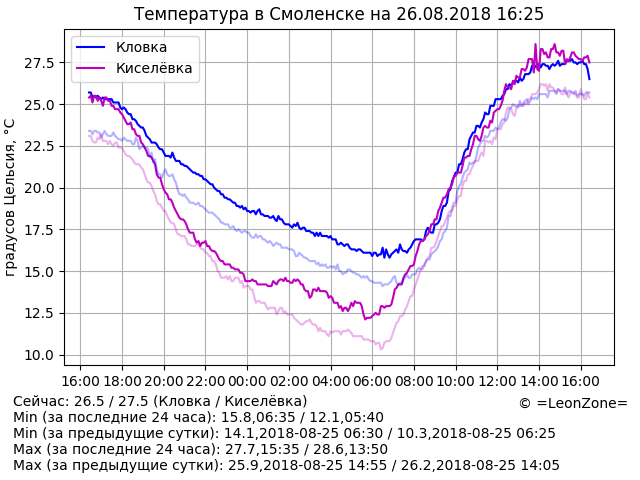 Температура в Смоленске на 26.08.2018 16:25
Кловка
Киселёвка
градусов Цельсия, °C
27.5
25.0
22.5
20.0
17.5
15.0
12.5
10.0
16:00 18:00 20:00 22:00 00:00 02:00 04:00 06:00 08:00 10:00 12:00 14:00 16:00
Сейчас: 26.5 / 27.5 (Кловка / Киселёвка)
© =LeonZone=
Min (за последние 24 часа): 15.8,06:35 / 12.1,05:40
Min (за предыдущие сутки): 14.1,2018-08-25 06:30 / 10.3,2018-08-25 06:25
Max (за последние 24 часа): 27.7,15:35 / 28.6,13:50
Max (за предыдущие сутки): 25.9,2018-08-25 14:55 / 26.2,2018-08-25 14:05